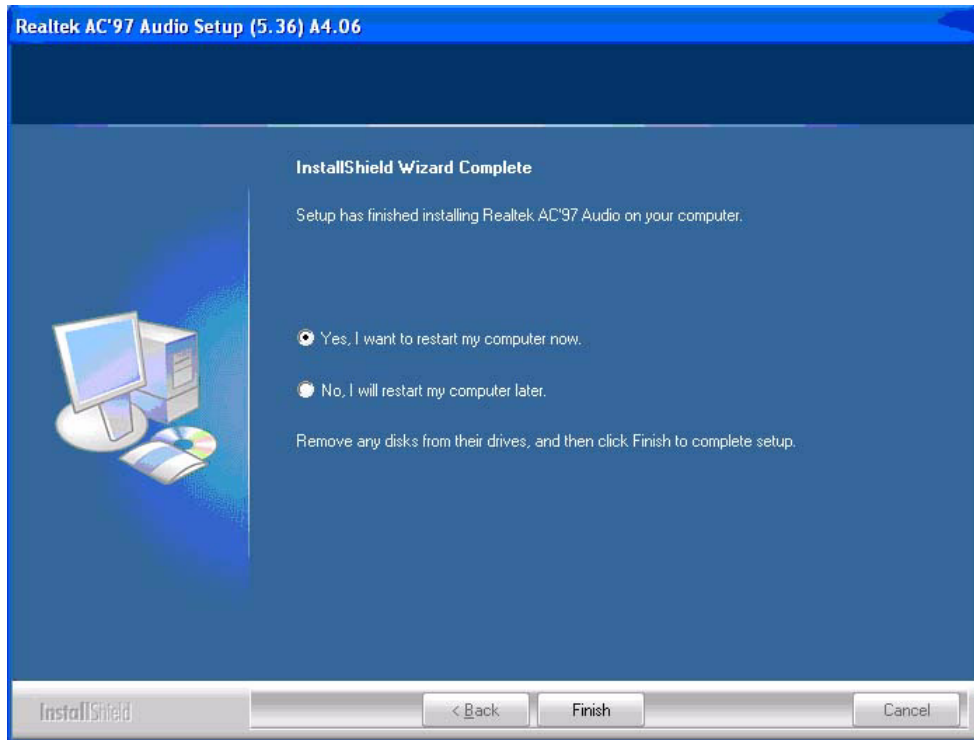 Realtek AC'97 Audio Setup (5.36) A4.06
InstallShield Wizard Complete
Setup has finished installing Realtek AC'97 Audio on your computer.
Yes, I want to restart my computer now.
No, I will restart my computer later.
Remove any disks from their drives, and then click Finish to complete setup.
InstallShield
< Back Finish Cancel